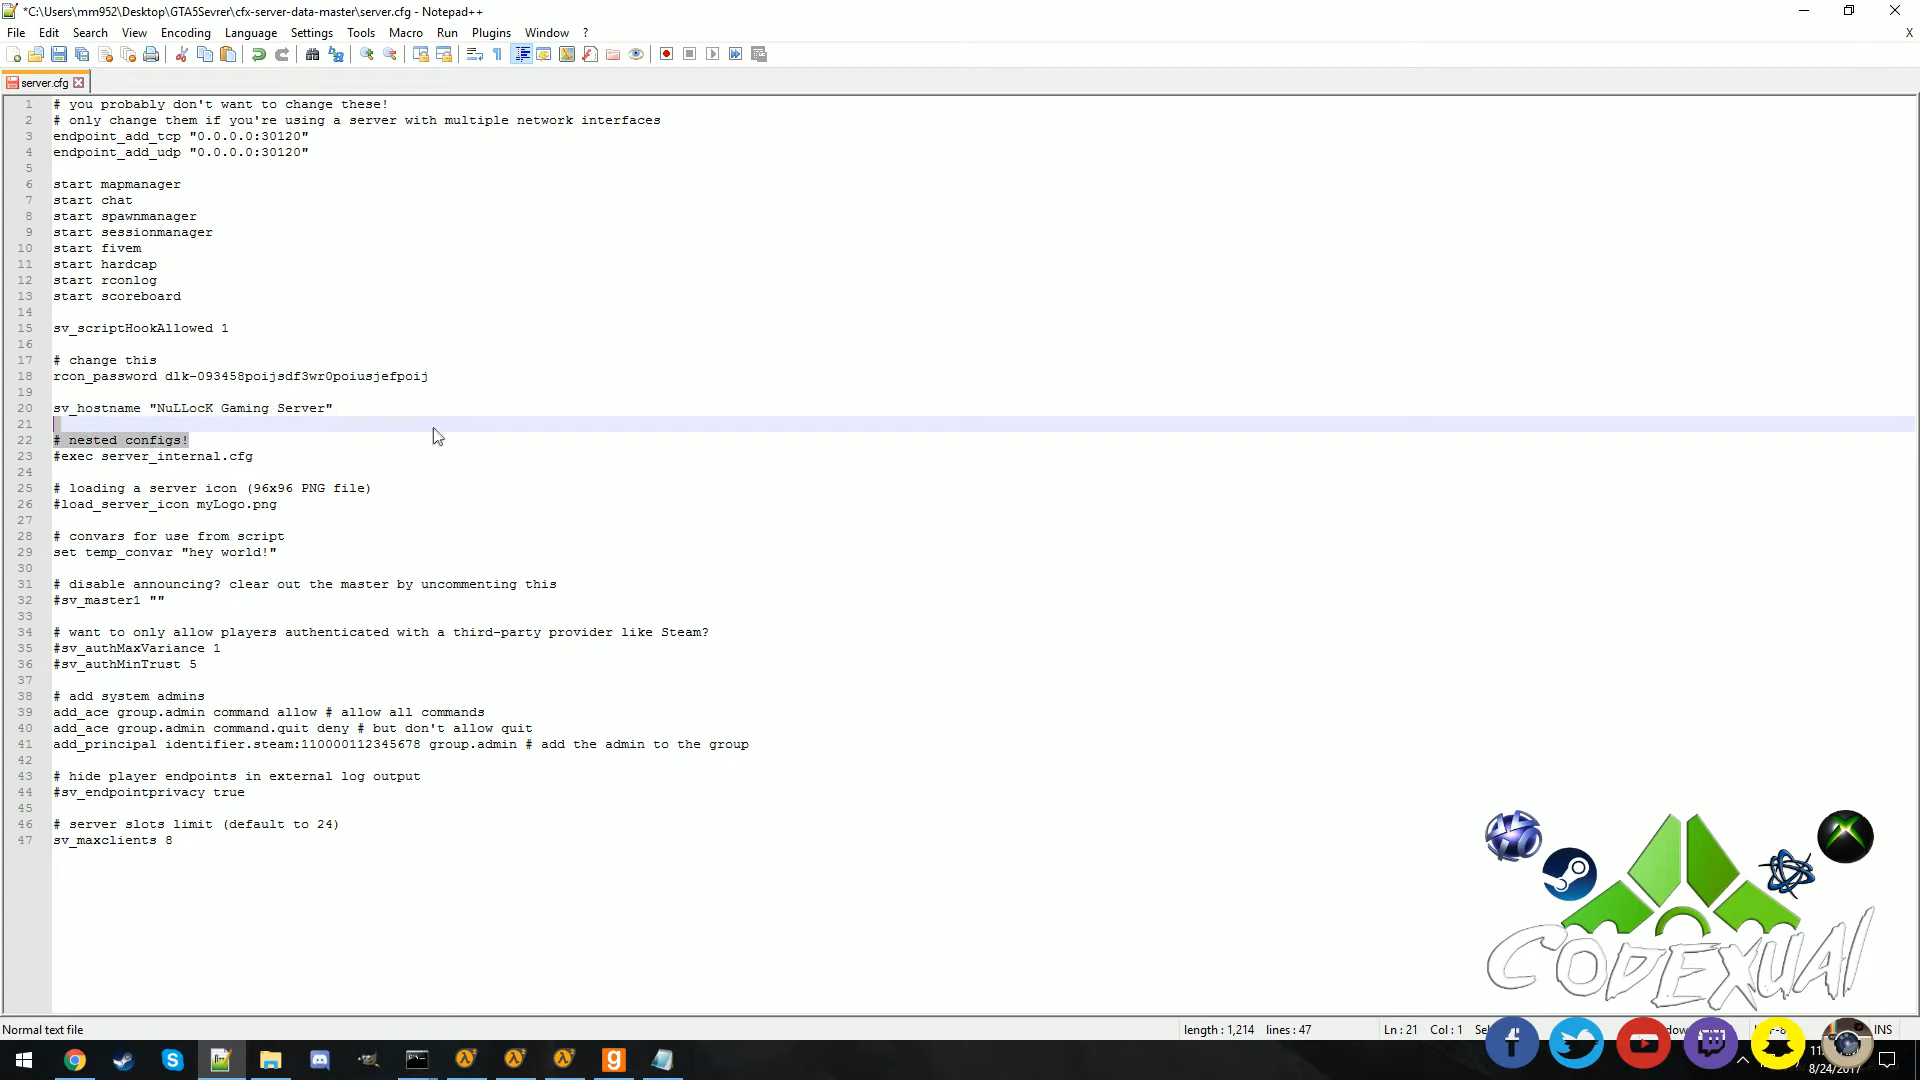 *C:\Users\mm952\Desktop\GTA5Sevrer\cfx-server-data-master\server.cfg - Notepad++
File Edit Search View Encoding Language Settings Tools Macro Run Plugins Window ? X
server.cfg
1 # you probably don't want to change these!
2 # only change them if you're using a server with multiple network interfaces
3 endpoint_add_tcp "0.0.0.0:30120"
4 endpoint_add_udp "0.0.0.0:30120"
5
6 start mapmanager
7 start chat
8 start spawnmanager
9 start sessionmanager
10 start fivem
11 start hardcap
12 start rconlog
13 start scoreboard
14
15 sv_scriptHookAllowed 1
16
17 # change this
18 rcon_password dlk-093458poijsdf3wr0poiusjefpoij
19
20 sv_hostname "NuLLocK Gaming Server"
21
22 # nested configs!
23 #exec server_internal.cfg
24
25 # loading a server icon (96x96 PNG file)
26 #load_server_icon myLogo.png
27
28 # convars for use from script
29 set temp_convar "hey world!"
30
31 # disable announcing? clear out the master by uncommenting this
32 #sv_master1 ""
33
34 # want to only allow players authenticated with a third-party provider like Steam?
35 #sv_authMaxVariance 1
36 #sv_authMinTrust 5
37
38 # add system admins
39 add_ace group.admin command allow # allow all commands
40 add_ace group.admin command.quit deny # but don't allow quit
41 add_principal identifier.steam:110000112345678 group.admin # add the admin to the group
42
43 # hide player endpoints in external log output
44 #sv_endpointprivacy true
45
46 # server slots limit (default to 24)
47 sv_maxclients 8
CODEXUAl
Normal text file length : 1,214 lines : 47 Ln : 21 Col : 1 INS
8/24/2017